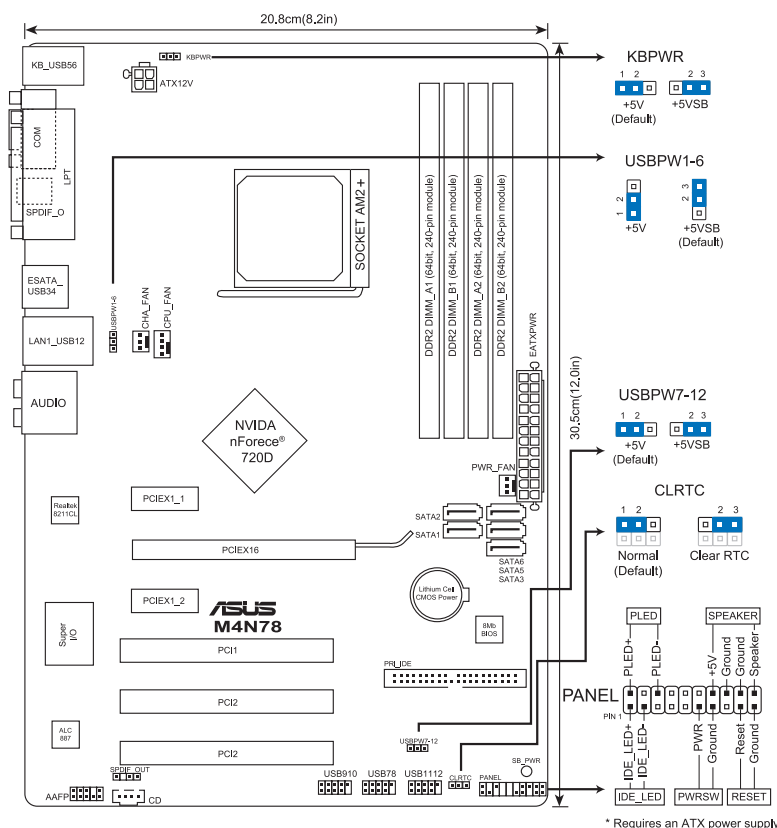 20.8cm(8.2in)
KB_USB56
KBPWR
ATX12V
COM
LPT
SPDIF_O
SOCKET AM2+
DDR2 DIMM_A1 (64bit, 240-pin module)
DDR2 DIMM_B1 (64bit, 240-pin module)
DDR2 DIMM_A2 (64bit, 240-pin module)
DDR2 DIMM_B2 (64bit, 240-pin module)
30.5cm(12.0in)
ESATA_
USB34
USBPW1-6
CHA_FAN
CPU_FAN
LAN1_USB12
EATXPWR
AUDIO
NVIDIA
nForece®
720D
PWR_FAN
Realtek
8211CL
PCIEX1_1
SATA2
SATA1
SATA6
SATA5
SATA3
PCIEX16
Lithium Cell
CMOS Power
PCIEX1_2
ASUS
M4N78
8Mb
BIOS
Super
I/O
PCI1
PRI_IDE
PCI2
ALC
887
PCI2
USBPW7-12
SB_PWR
SPDIF_OUT
AAFP
CD
USB910
USB78
USB1112
CLRTC
PANEL
KBPWR
1 2
2 3
+5V
(Default)
+5VSB
USBPW1-6
2
1
3
2
+5V
+5VSB
(Default)
USBPW7-12
1 2
2 3
+5V
(Default)
+5VSB
CLRTC
1 2
2 3
Normal
(Default)
Clear RTC
PLED
SPEAKER
PLED+
PLED-
+5V
Ground
Ground
Speaker
PANEL
PIN 1
IDE_LED+
IDE_LED-
PWR
Ground
Reset
Ground
IDE_LED
PWRSW
RESET
* Requires an ATX power supply